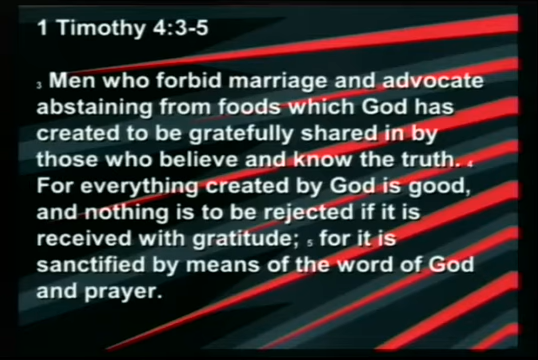 1 Timothy 4:3-5
3 Men who forbid marriage and advocate
abstaining from foods which God has
created to be gratefully shared in by
those who believe and know the truth. 4
For everything created by God is good,
and nothing is to be rejected if it is
received with gratitude; 5 for it is
sanctified by means of the word of God
and prayer.